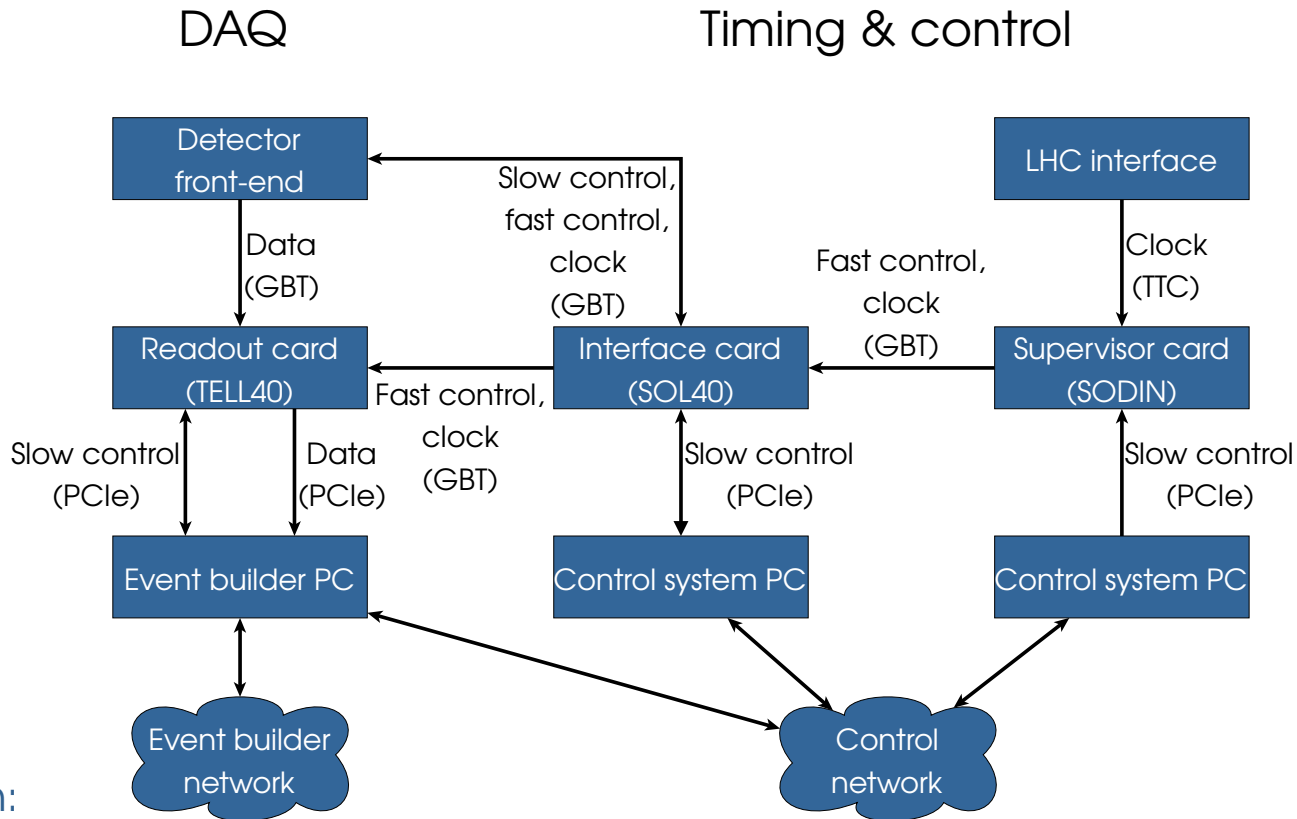 DAQ
Timing & control
Detector
front-end
LHC interface
Slow control,
fast control,
clock
(GBT)
Data
(GBT)
Fast control,
clock
(GBT)
Clock
(TTC)
Readout card
(TELL40)
Interface card
(SOL40)
Supervisor card
(SODIN)
Fast control,
clock
(GBT)
Slow control
(PCIe)
Data
(PCIe)
Slow control
(PCIe)
Slow control
(PCIe)
Event builder PC
Control system PC
Control system PC
Event builder
network
Control
network